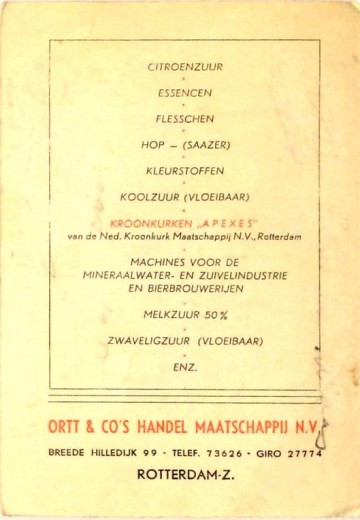 CITROENZUUR
ESSENCEN
FLESSCHEN
HOP — (SAAZER)
KLEURSTOFFEN
KOOLZUUR (VLOEIBAAR)
KROONKURKEN „APEXES"
van de Ned. Kroonkurk Maatschappij N.V., Rotterdam
MACHINES VOOR DE
MINERAALWATER- EN ZUIVELINDUSTRIE
EN BIERBROUWERIJEN
MELKZUUR 50%
ZWAVELIGZUUR (VLOEIBAAR)
ENZ.
ORTT & CO'S HANDEL MAATSCHAPPIJ N.V.
BREEDE HILLEDIJK 99 - TELEF. 73626 - GIRO 27774
ROTTERDAM-Z.